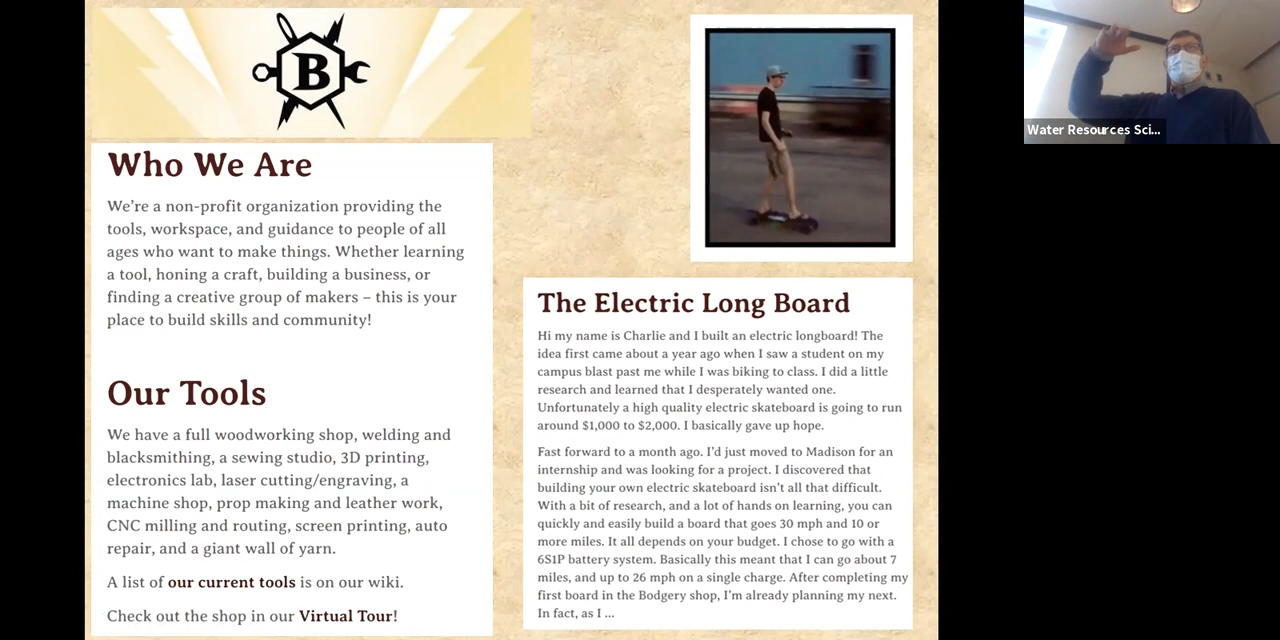 B
Who We Are
We’re a non-profit organization providing the
tools, workspace, and guidance to people of all
ages who want to make things. Whether learning
a tool, honing a craft, building a business, or
finding a creative group of makers – this is your
place to build skills and community!
Our Tools
We have a full woodworking shop, welding and
blacksmithing, a sewing studio, 3D printing,
electronics lab, laser cutting/engraving, a
machine shop, prop making and leather work,
CNC milling and routing, screen printing, auto
repair, and a giant wall of yarn.
A list of our current tools is on our wiki.
Check out the shop in our Virtual Tour!
The Electric Long Board
Hi my name is Charlie and I built an electric longboard! The
idea first came about a year ago when I saw a student on my
campus blast past me while I was biking to class. I did a little
research and learned that I desperately wanted one.
Unfortunately a high quality electric skateboard is going to run
around $1,000 to $2,000. I basically gave up hope.
Fast forward to a month ago. I’d just moved to Madison for an
internship and was looking for a project. I discovered that
building your own electric skateboard isn’t all that difficult.
With a bit of research, and a lot of hands on learning, you can
quickly and easily build a board that goes 30 mph and 10 or
more miles. It all depends on your budget. I chose to go with a
6S1P battery system. Basically this meant that I can go about 7
miles, and up to 26 mph on a single charge. After completing my
first board in the Bodgery shop, I’m already planning my next.
In fact, as I ...
Water Resources Sci...